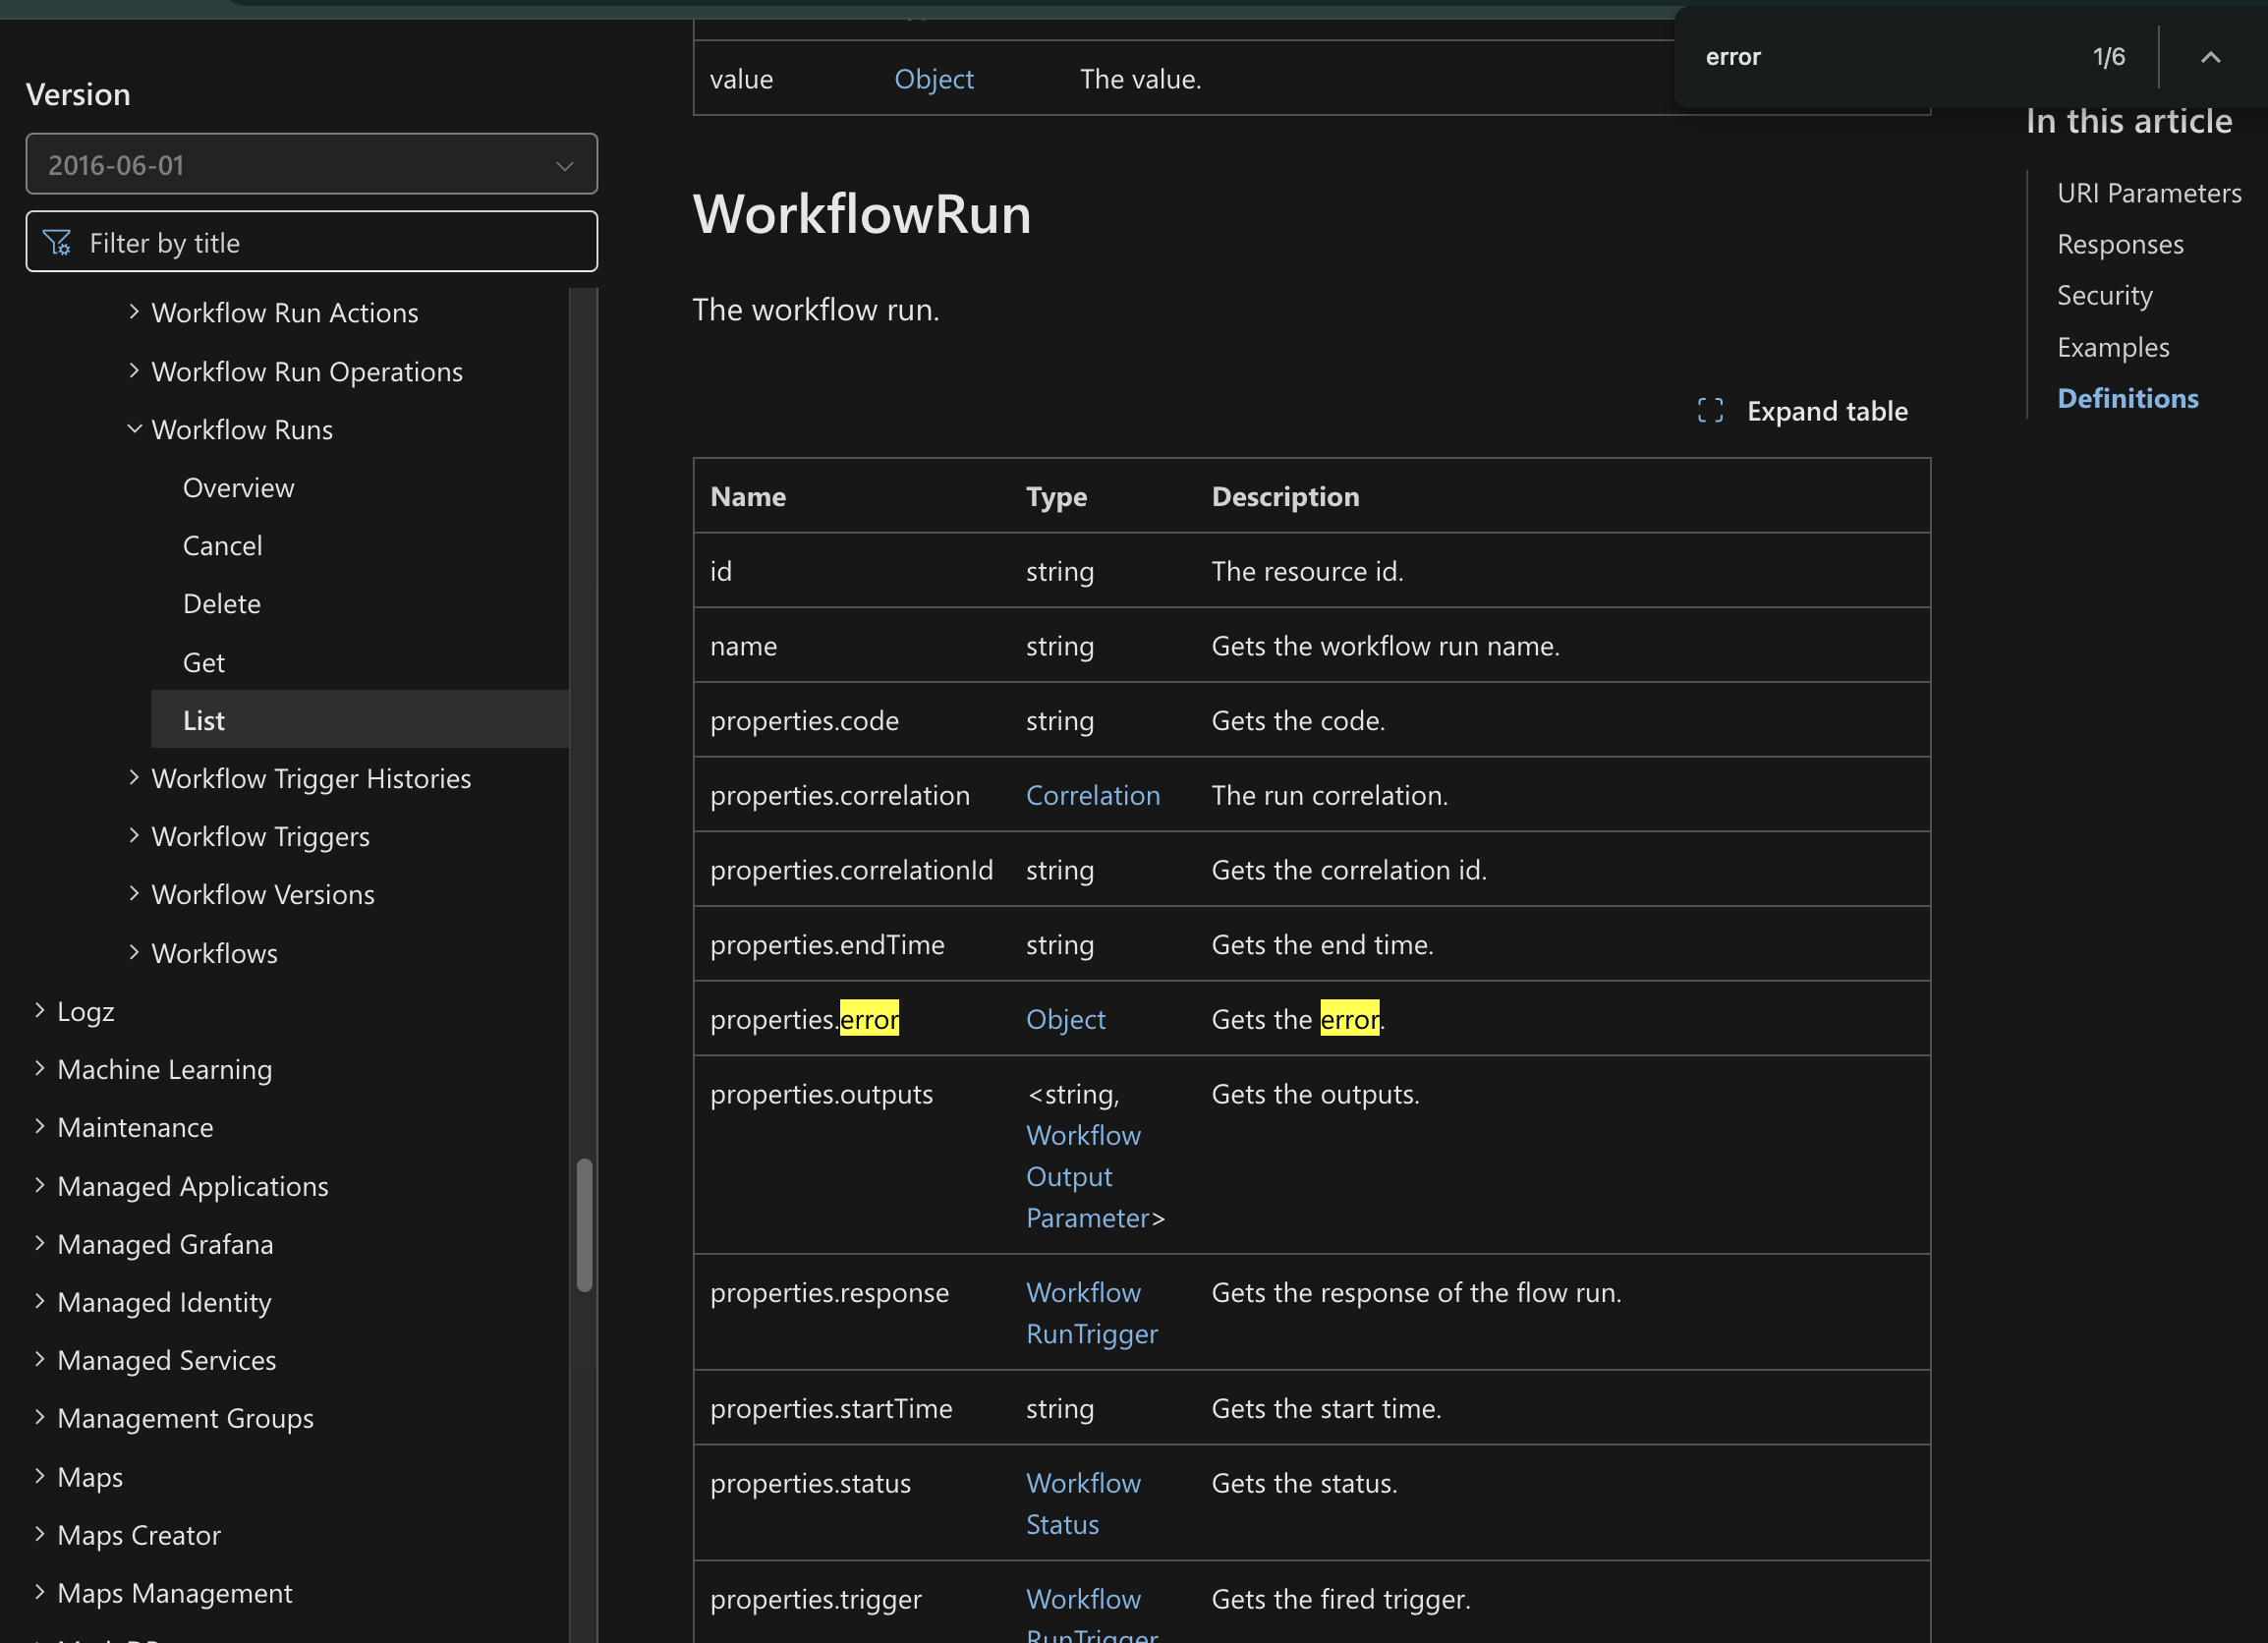 error
1/6
Version
2016-06-01
Filter by title
Workflow Run Actions
Workflow Run Operations
Workflow Runs
Overview
Cancel
Delete
Get
List
Workflow Trigger Histories
Workflow Triggers
Workflow Versions
Workflows
Logz
Machine Learning
Maintenance
Managed Applications
Managed Grafana
Managed Identity
Managed Services
Management Groups
Maps
Maps Creator
Maps Management
value Object The value.
WorkflowRun
The workflow run.
Expand table
Name Type Description
id string The resource id.
name string Gets the workflow run name.
properties.code string Gets the code.
properties.correlation Correlation The run correlation.
properties.correlationId string Gets the correlation id.
properties.endTime string Gets the end time.
properties.error Object Gets the error.
properties.outputs <string, Gets the outputs.
Workflow
Output
Parameter>
properties.response Workflow Gets the response of the flow run.
RunTrigger
properties.startTime string Gets the start time.
properties.status Workflow Gets the status.
Status
properties.trigger Workflow Gets the fired trigger.
RunTrigger
In this article
URI Parameters
Responses
Security
Examples
Definitions